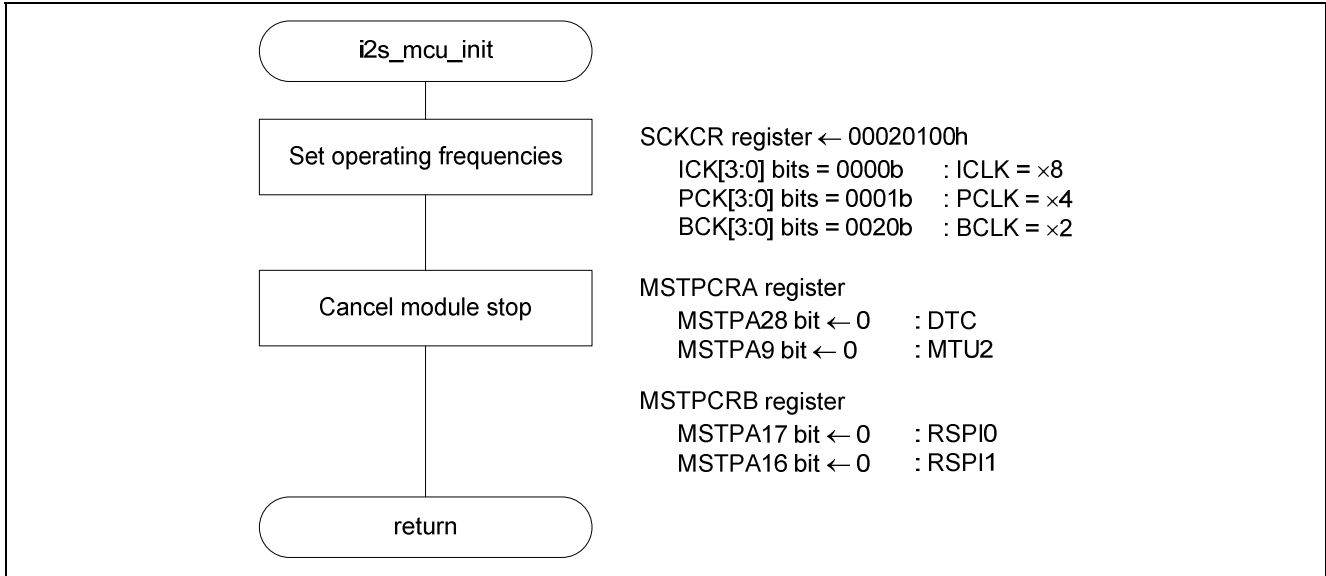 i2s_mcu_init
Set operating frequencies
SCKCR register ← 00020100h
ICK[3:0] bits = 0000b : ICLK = ×8
PCK[3:0] bits = 0001b : PCLK = ×4
BCK[3:0] bits = 0020b : BCLK = ×2
Cancel module stop
MSTPCRA register
MSTPA28 bit ← 0 : DTC
MSTPA9 bit ← 0 : MTU2
MSTPCRB register
MSTPA17 bit ← 0 : RSPI0
MSTPA16 bit ← 0 : RSPI1
return